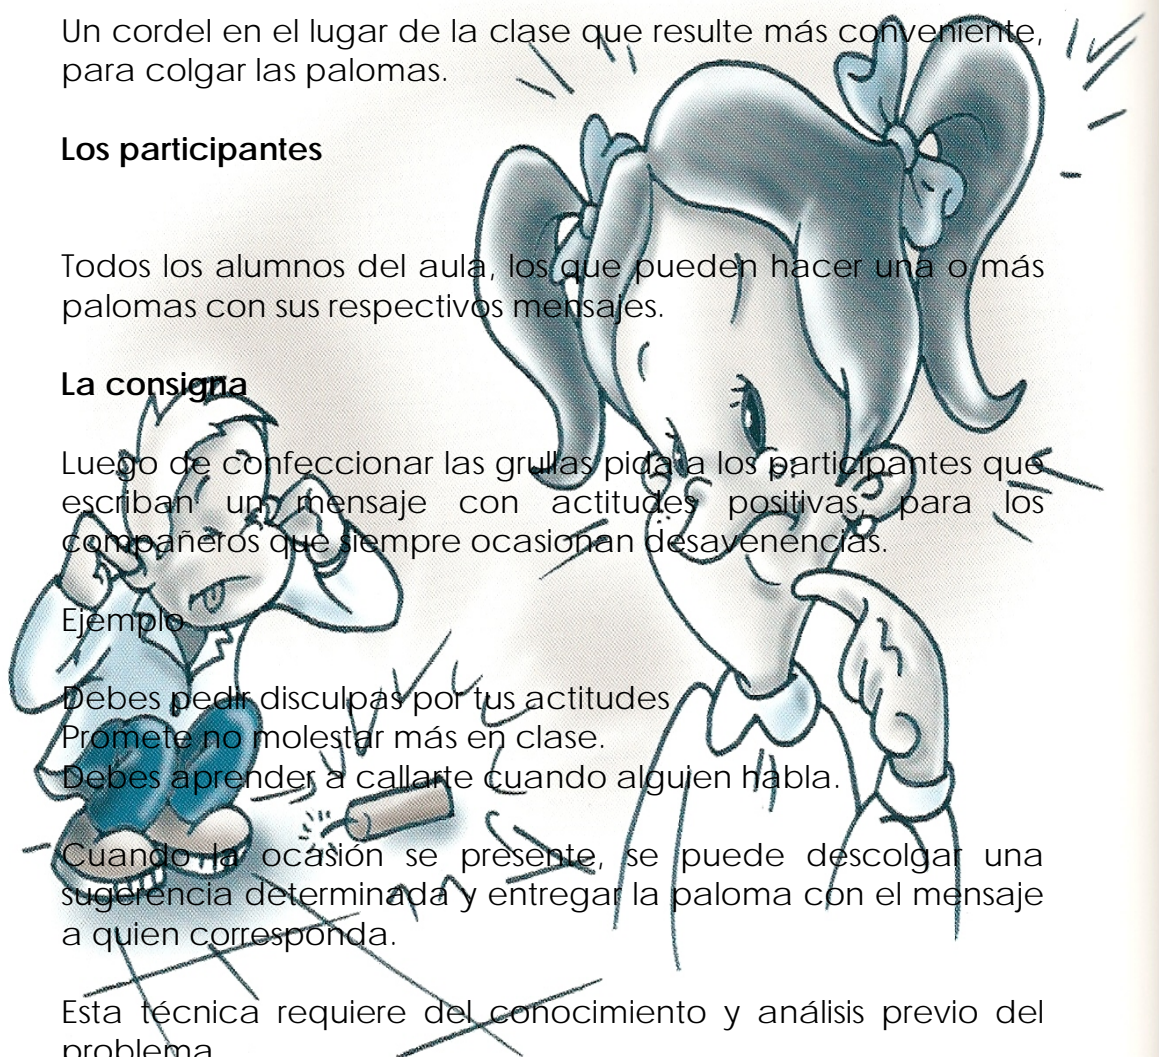 Un cordel en el lugar de la clase que resulte más conveniente,
para colgar las palomas.
Los participantes
Todos los alumnos del aula, los que pueden hacer una o más
palomas con sus respectivos mensajes.
La consigna
Luego de confeccionar las grullas pida a los participantes que
escriban un mensaje con actitudes positivas, para los
compañeros que siempre ocasionan desavenencias.
Ejemplo
Debes pedir disculpas por tus actitudes
Promete no molestar más en clase.
Debes aprender a callarte cuando alguien habla.
Cuando la ocasión se presente, se puede descolgar una
sugerencia determinada y entregar la paloma con el mensaje
a quien corresponda.
Esta técnica requiere del conocimiento y análisis previo del
problema